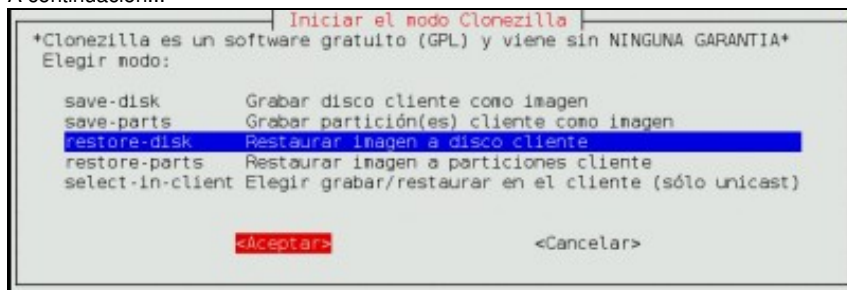 Iniciar el modo Clonezilla
*Clonezilla es un software gratuito (GPL) y viene sin NINGUNA GARANTIA*
Elegir modo:
save-disk Grabar disco cliente como imagen
save-parts Grabar partición(es) cliente como imagen
restore-disk Restaurar imagen a disco cliente
restore-parts Restaurar imagen a particiones cliente
select-in-client Elegir grabar/restaurar en el cliente (sólo unicast)
<Aceptar> <Cancelar>